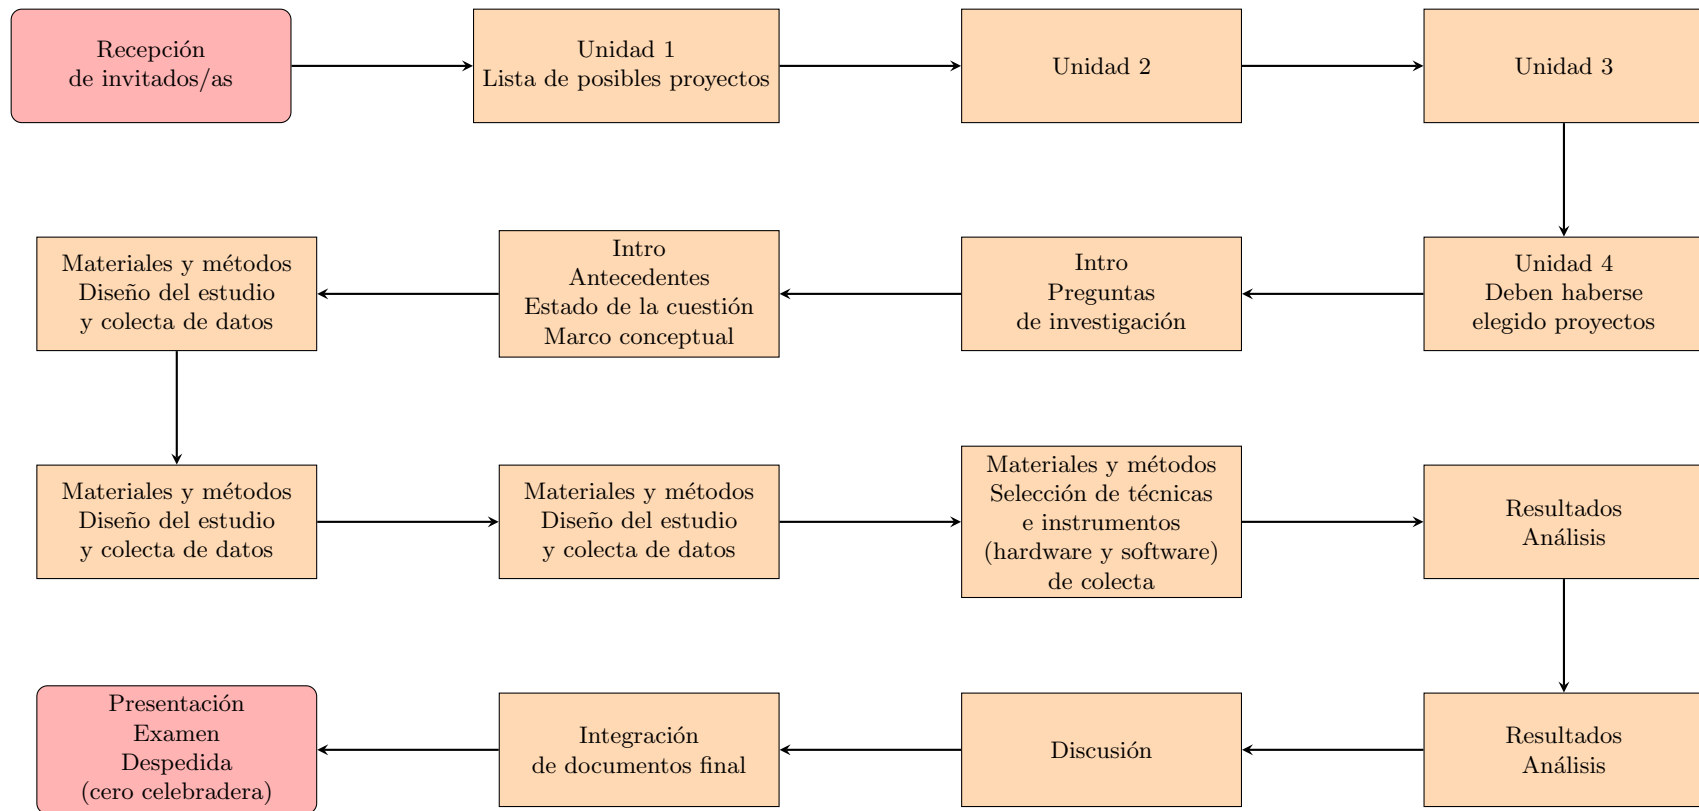 Recepción
de invitados/as
Unidad 1
Lista de posibles proyectos
Unidad 2
Unidad 3
Unidad 4
Deben haberse
elegido proyectos
Intro
Preguntas
de investigación
Intro
Antecedentes
Estado de la cuestión
Marco conceptual
Materiales y métodos
Diseño del estudio
y colecta de datos
Materiales y métodos
Diseño del estudio
y colecta de datos
Materiales y métodos
Diseño del estudio
y colecta de datos
Materiales y métodos
Selección de técnicas
e instrumentos
(hardware y software)
de colecta
Resultados
Análisis
Resultados
Análisis
Discusión
Integración
de documentos final
Presentación
Examen
Despedida
(cero celebradera)